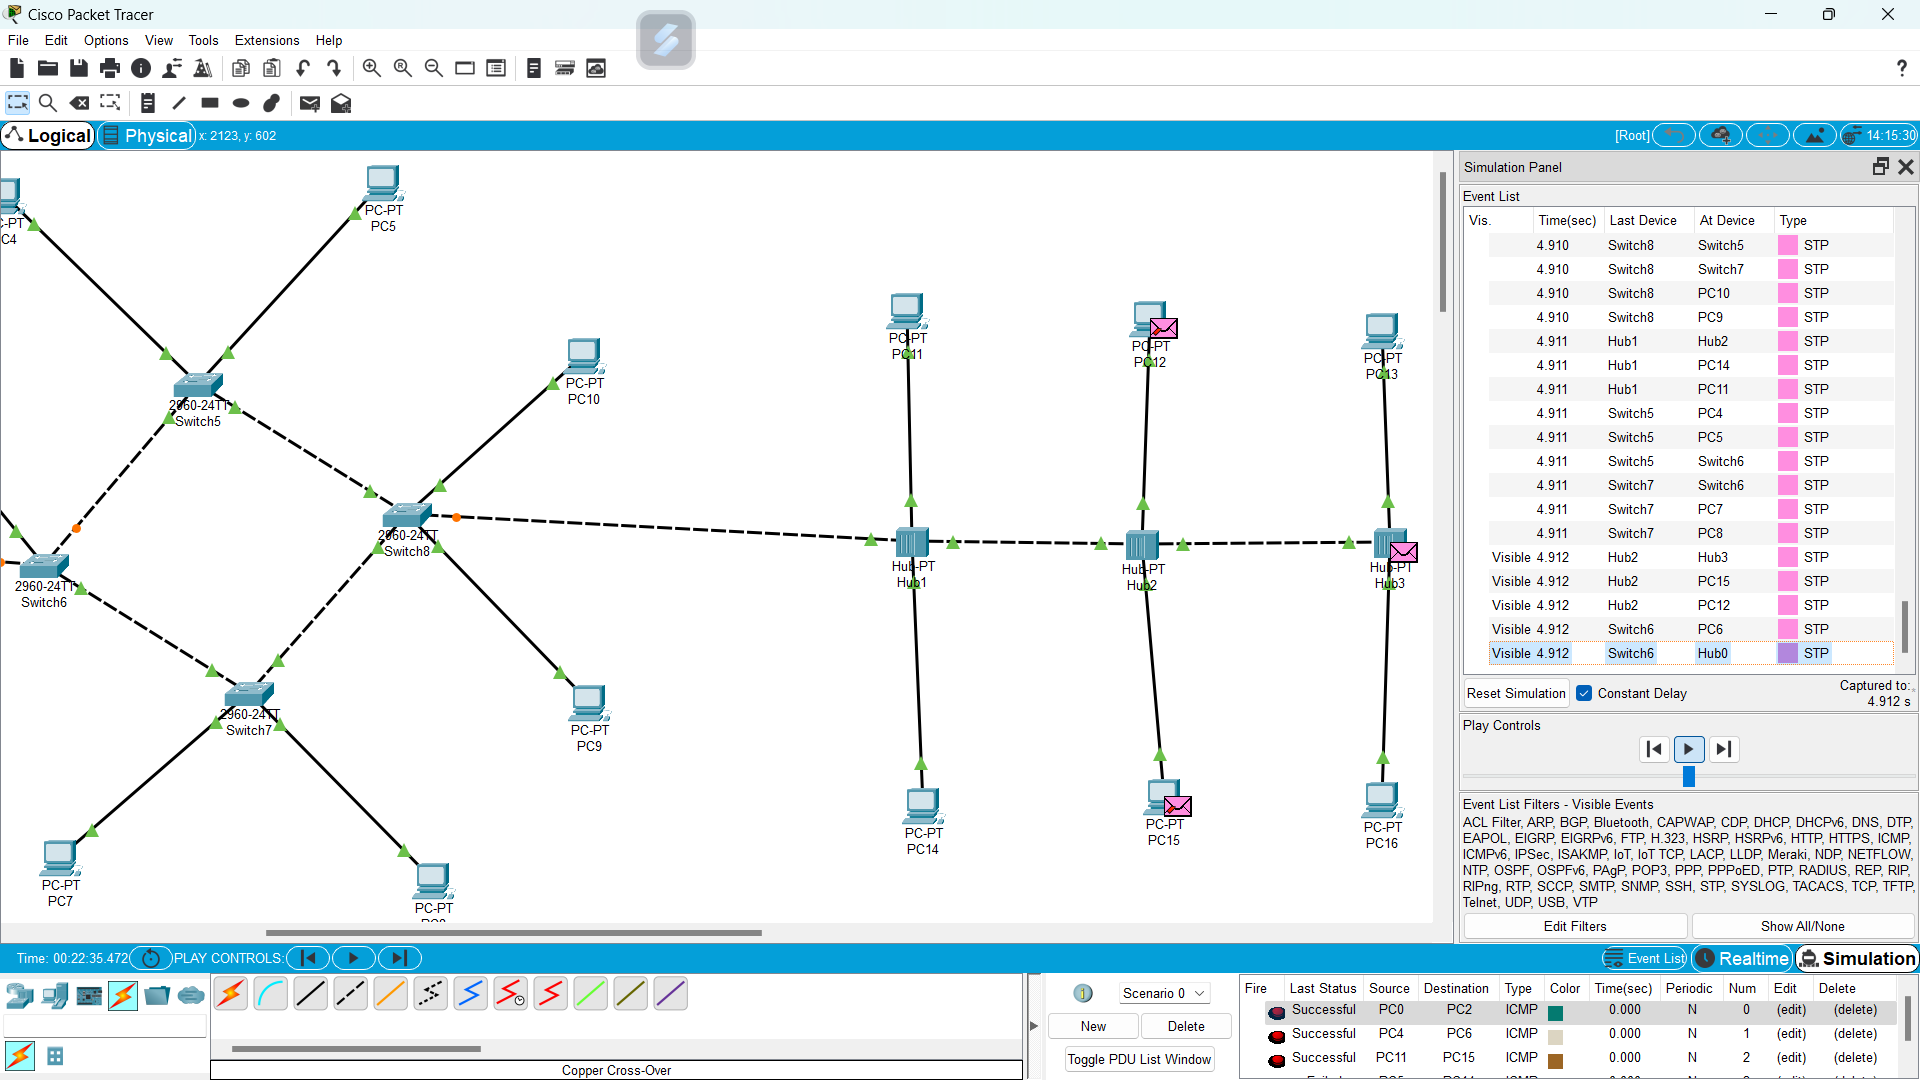 Cisco Packet Tracer
File Edit Options View Tools Extensions Help
Logical Physical x: 2123, y: 602 [Root] 14:15:30
PC-PT
PC5
PC-PT
PC10
2960-24TT
Switch5
2960-24TT
Switch8
2960-24TT
Switch6
2960-24TT
Switch7
PC-PT
PC9
PC-PT
PC7
PC-PT
PC-PT
PC11
PC-PT
PC12
PC-PT
PC13
Hub-PT
Hub1
Hub-PT
Hub2
Hub-PT
Hub3
PC-PT
PC14
PC-PT
PC15
PC-PT
PC16
Simulation Panel
Event List
Vis. Time(sec) Last Device At Device Type
4.910 Switch8 Switch5 STP
4.910 Switch8 Switch7 STP
4.910 Switch8 PC10 STP
4.910 Switch8 PC9 STP
4.911 Hub1 Hub2 STP
4.911 Hub1 PC14 STP
4.911 Hub1 PC11 STP
4.911 Switch5 PC4 STP
4.911 Switch5 PC5 STP
4.911 Switch5 Switch6 STP
4.911 Switch7 Switch6 STP
4.911 Switch7 PC7 STP
4.911 Switch7 PC8 STP
Visible 4.912 Hub2 Hub3 STP
Visible 4.912 Hub2 PC15 STP
Visible 4.912 Hub2 PC12 STP
Visible 4.912 Switch6 PC6 STP
Visible 4.912 Switch6 Hub0 STP
Reset Simulation Constant Delay Captured to:
4.912 s
Play Controls
Event List Filters - Visible Events
ACL Filter, ARP, BGP, Bluetooth, CAPWAP, CDP, DHCP, DHCPv6, DNS, DTP,
EAPOL, EIGRP, EIGRPv6, FTP, H.323, HSRP, HSRPv6, HTTP, HTTPS, ICMP,
ICMPv6, IPSec, ISAKMP, IoT, IoT TCP, LACP, LLDP, Meraki, NDP, NETFLOW,
NTP, OSPF, OSPFv6, PAgP, POP3, PPP, PPPoED, PTP, RADIUS, REP, RIP,
RIPng, RTP, SCCP, SMTP, SNMP, SSH, STP, SYSLOG, TACACS, TCP, TFTP,
Telnet, UDP, USB, VTP
Edit Filters Show All/None
Time: 00:22:35.472 PLAY CONTROLS: Event List Realtime Simulation
Scenario 0
New Delete
Toggle PDU List Window
Fire Last Status Source Destination Type Color Time(sec) Periodic Num Edit Delete
Successful PC0 PC2 ICMP 0.000 N 0 (edit) (delete)
Successful PC4 PC6 ICMP 0.000 N 1 (edit) (delete)
Successful PC11 PC15 ICMP 0.000 N 2 (edit) (delete)
Copper Cross-Over